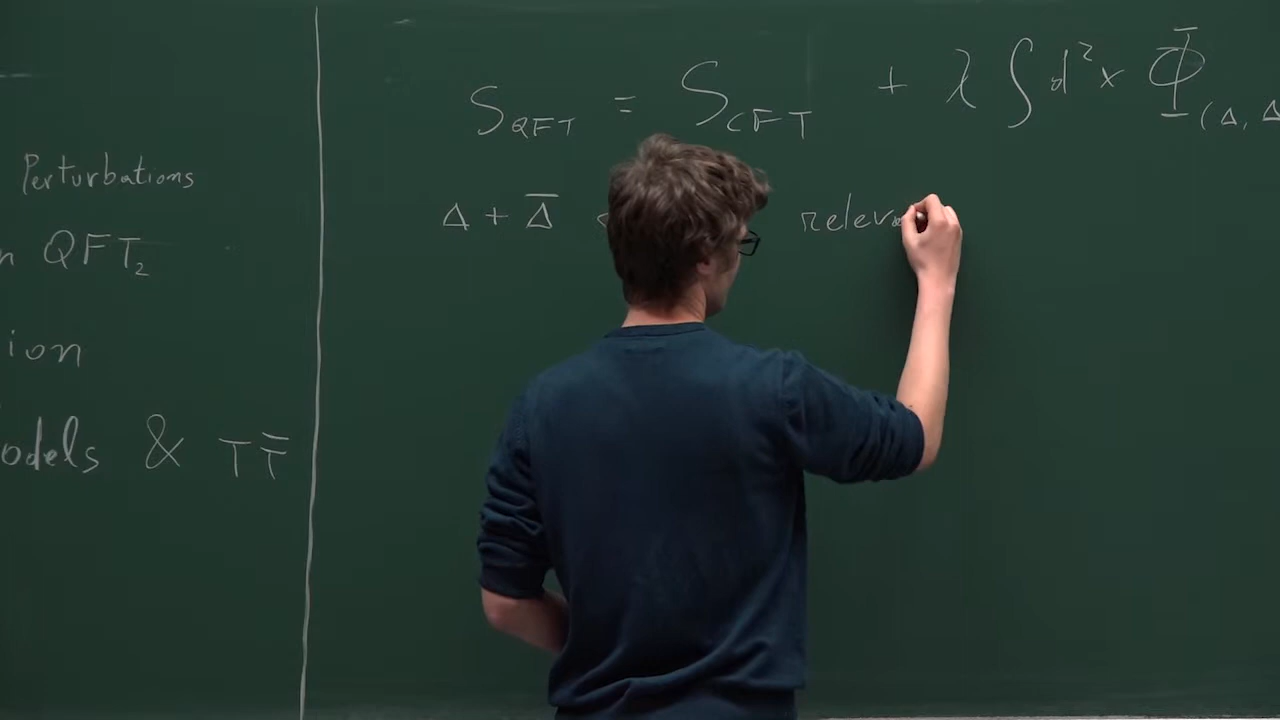 Perturbations
n QFT₂
ion
odels & TT̄
S_QFT = S_CFT + λ ∫ d²x Φ_(Δ, Δ
Δ + Δ̄ < relev